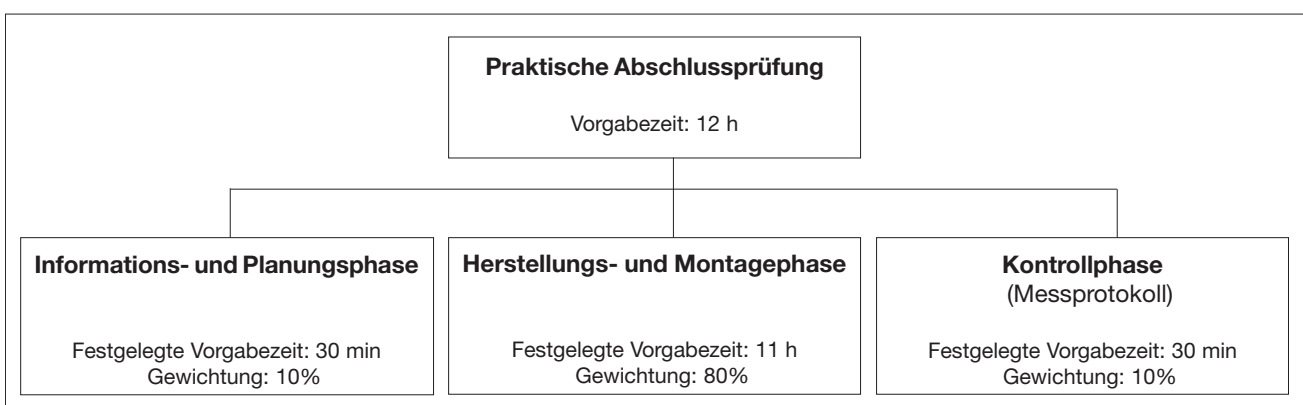 Praktische Abschlussprüfung
Vorgabezeit: 12 h
Informations- und Planungsphase
Festgelegte Vorgabezeit: 30 min
Gewichtung: 10%
Herstellungs- und Montagephase
Festgelegte Vorgabezeit: 11 h
Gewichtung: 80%
Kontrollphase
(Messprotokoll)
Festgelegte Vorgabezeit: 30 min
Gewichtung: 10%